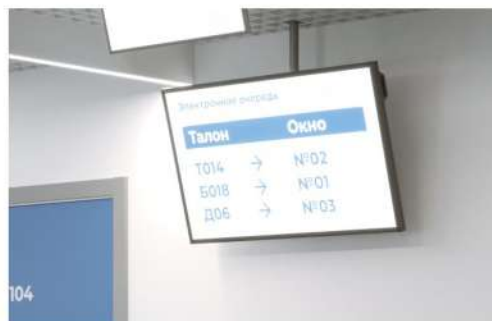 Электронная очередь
Талон Окно
Т014 → №02
Б018 → №01
Д06 → №03
104